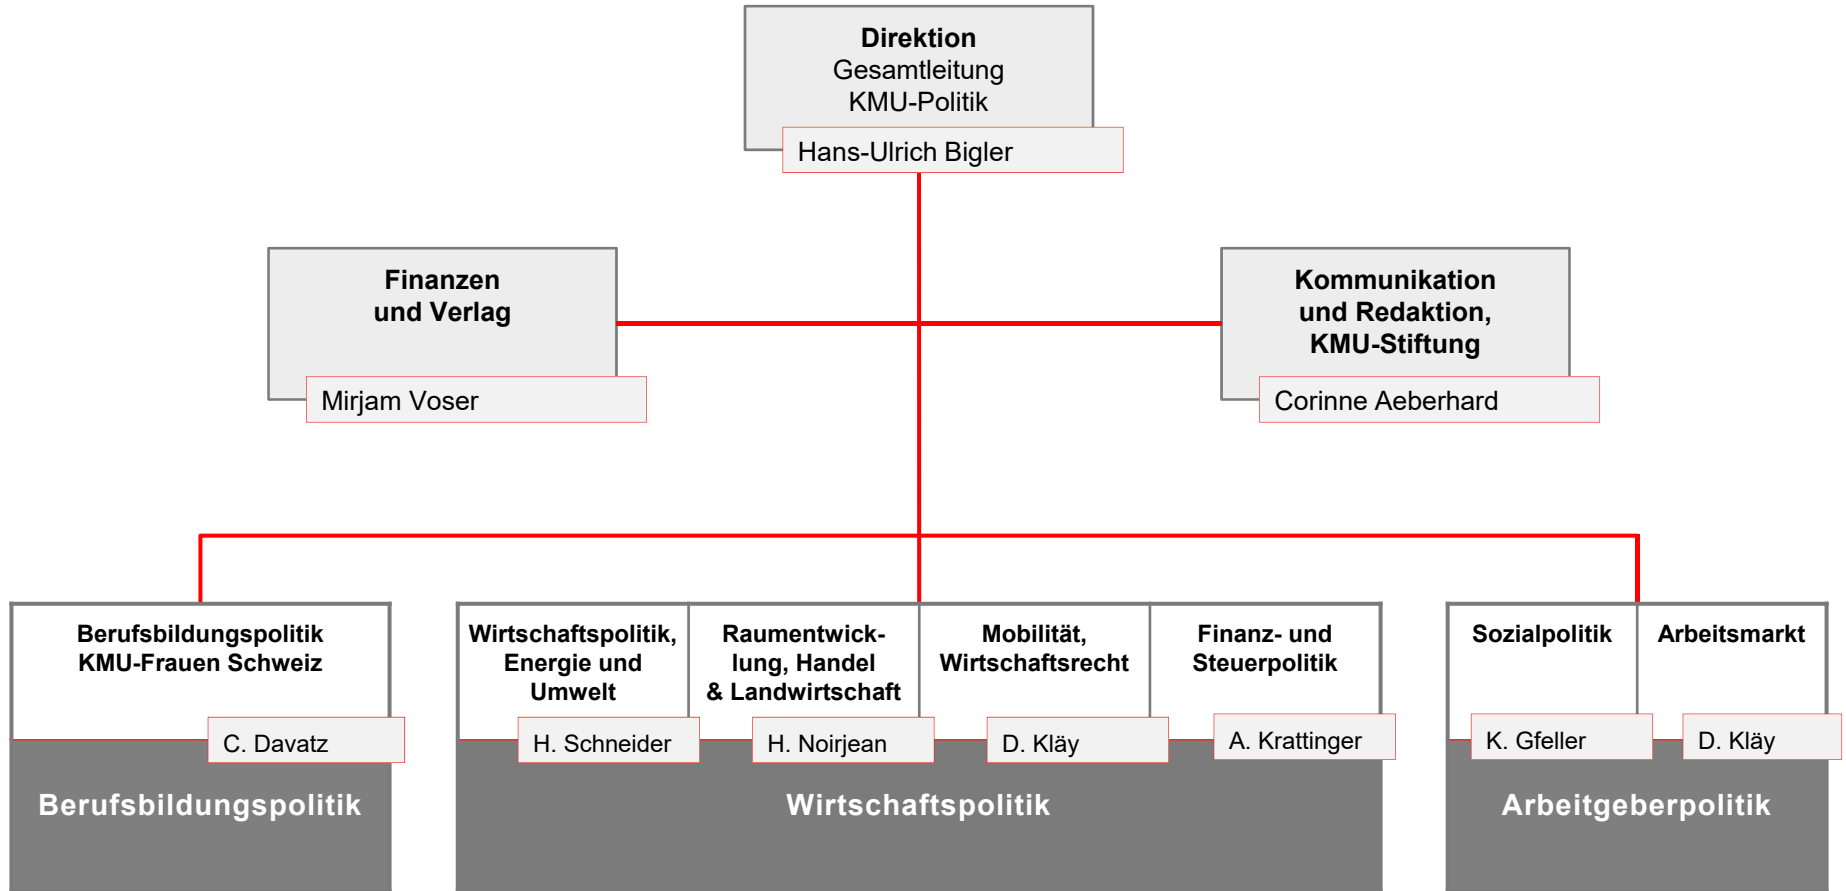 Direktion
Gesamtleitung
KMU-Politik
Hans-Ulrich Bigler
Finanzen
und Verlag
Mirjam Voser
Kommunikation
und Redaktion,
KMU-Stiftung
Corinne Aeberhard
Berufsbildungspolitik
KMU-Frauen Schweiz
C. Davatz
Berufsbildungspolitik
Wirtschaftspolitik,
Energie und
Umwelt
H. Schneider
Raumentwick-
lung, Handel
& Landwirtschaft
H. Noirjean
Mobilität,
Wirtschaftsrecht
D. Kläy
Finanz- und
Steuerpolitik
A. Krattinger
Wirtschaftspolitik
Sozialpolitik
K. Gfeller
Arbeitsmarkt
D. Kläy
Arbeitgeberpolitik